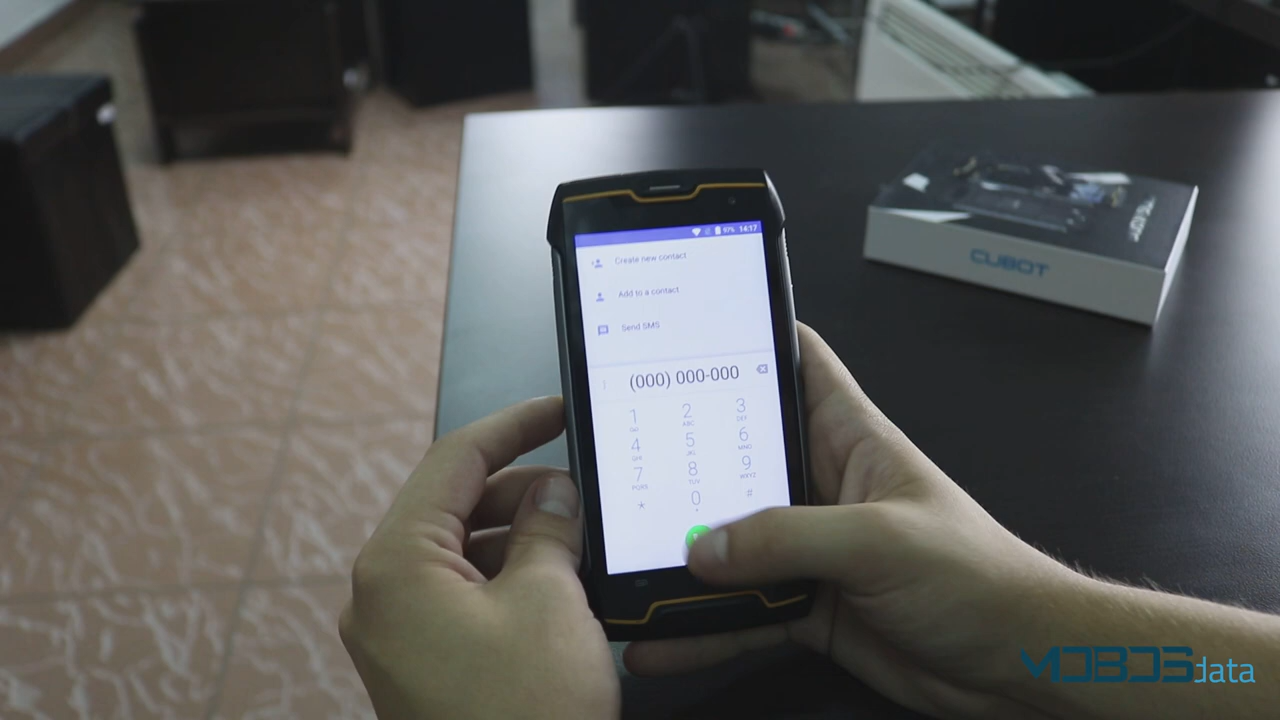 97% 14:17
Create new contact
Add to a contact
Send SMS
(000) 000-000
1 2 3
ABC DEF
4 5 6
GHI JKL MNO
7 8 9
PQRS TUV WXYZ
* 0 #
+
CUBOT
MOBOSdata